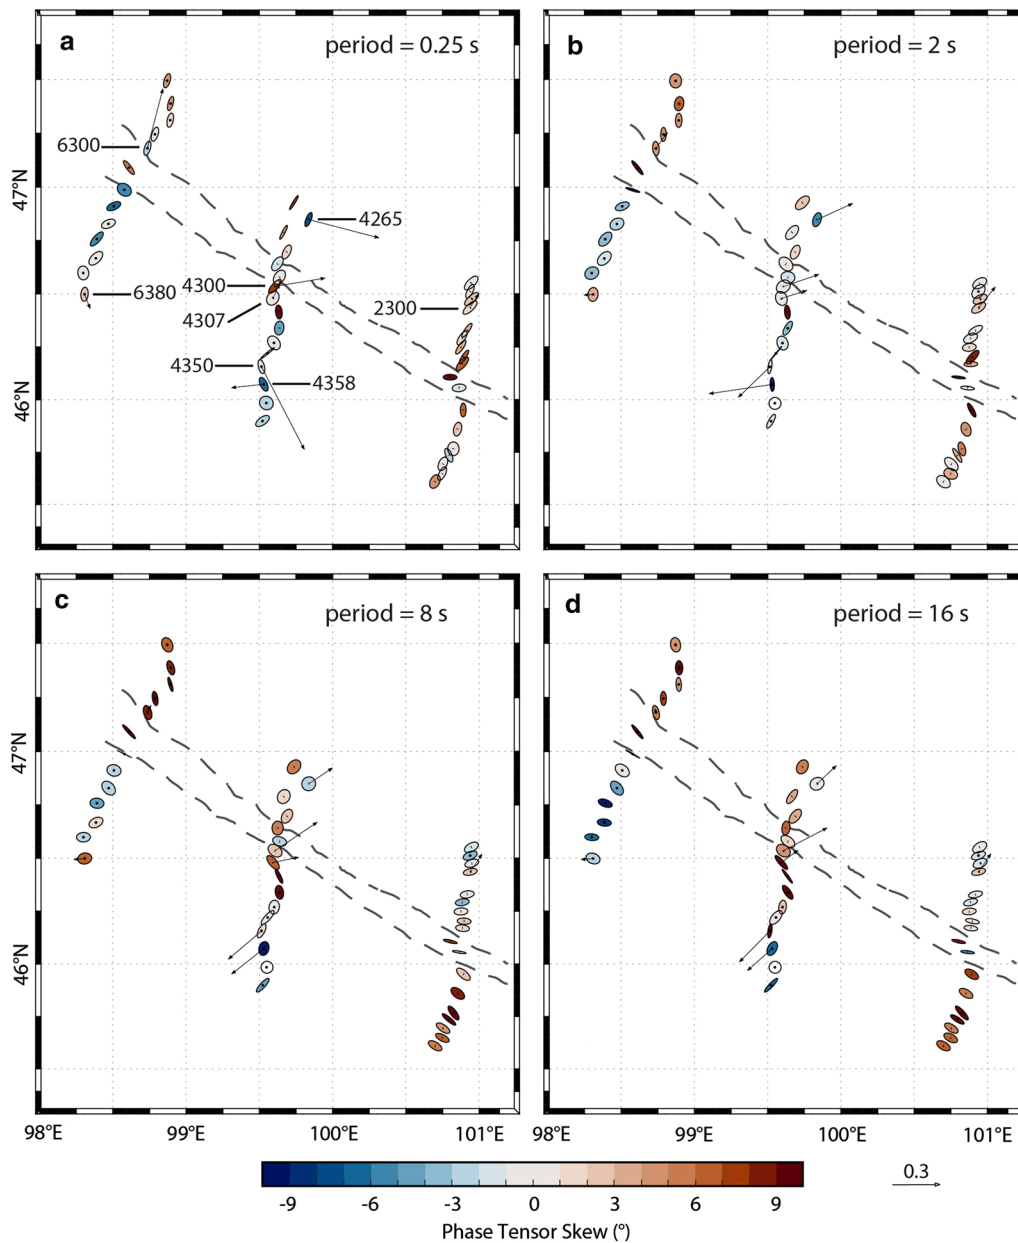 a
period = 0.25 s
b
period = 2 s
6300
47°N
4265
4300
6380
2300
4307
4350
4358
46°N
c
period = 8 s
d
period = 16 s
47°N
46°N
98°E
99°E
100°E
101°E
98°E
99°E
100°E
101°E
0.3
-9
-6
-3
0
3
6
9
Phase Tensor Skew (°)